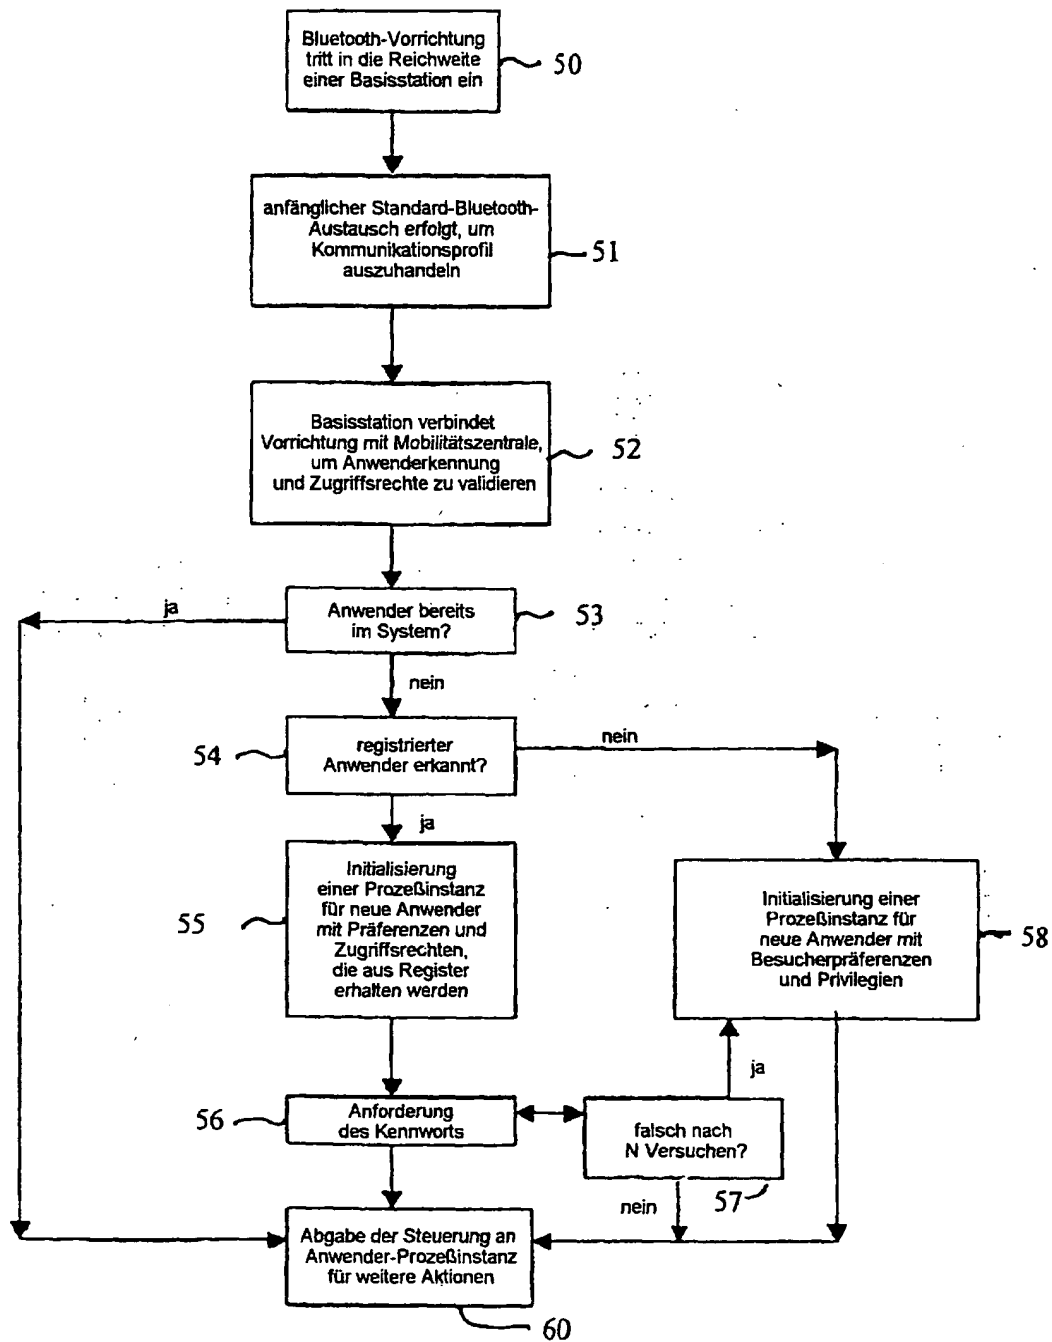 Bluetooth-Vorrichtung
tritt in die Reichweite
einer Basisstation ein
50
anfänglicher Standard-Bluetooth-
Austausch erfolgt, um
Kommunikationsprofil
auszuhandeln
51
Basisstation verbindet
Vorrichtung mit Mobilitätszentrale,
um Anwenderkennung
und Zugriffsrechte zu validieren
52
ja
Anwender bereits
im System?
53
nein
54
registrierter
Anwender erkannt?
nein
ja
55
Initialisierung
einer Prozeßinstanz
für neue Anwender
mit Präferenzen und
Zugriffsrechten,
die aus Register
erhalten werden
Initialisierung einer
Prozeßinstanz für
neue Anwender mit
Besucherpräferenzen
und Privilegien
58
ja
56
Anforderung
des Kennworts
falsch nach
N Versuchen?
57
nein
Abgabe der Steuerung an
Anwender-Prozeßinstanz
für weitere Aktionen
60